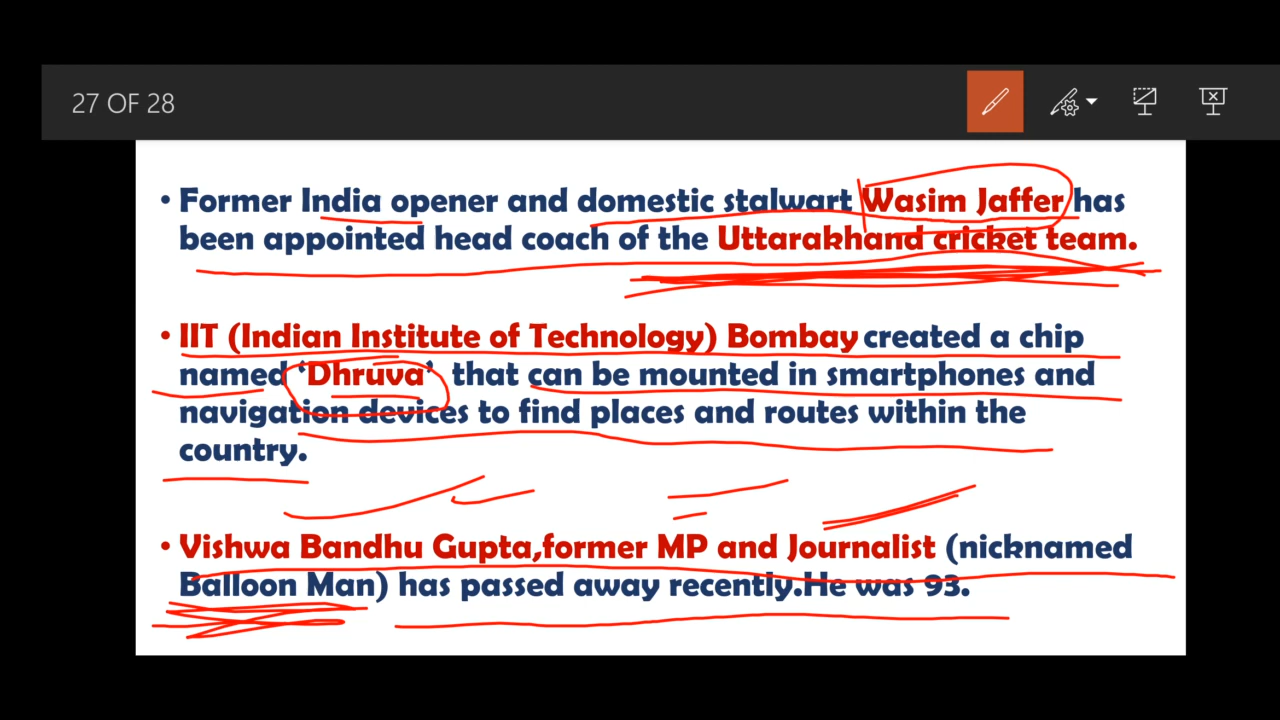 27 OF 28
• Former India opener and domestic stalwart Wasim Jaffer has
been appointed head coach of the Uttarakhand cricket team.
• IIT (Indian Institute of Technology) Bombay created a chip
named ‘Dhruva’ that can be mounted in smartphones and
navigation devices to find places and routes within the
country.
• Vishwa Bandhu Gupta,former MP and Journalist (nicknamed
Balloon Man) has passed away recently.He was 93.